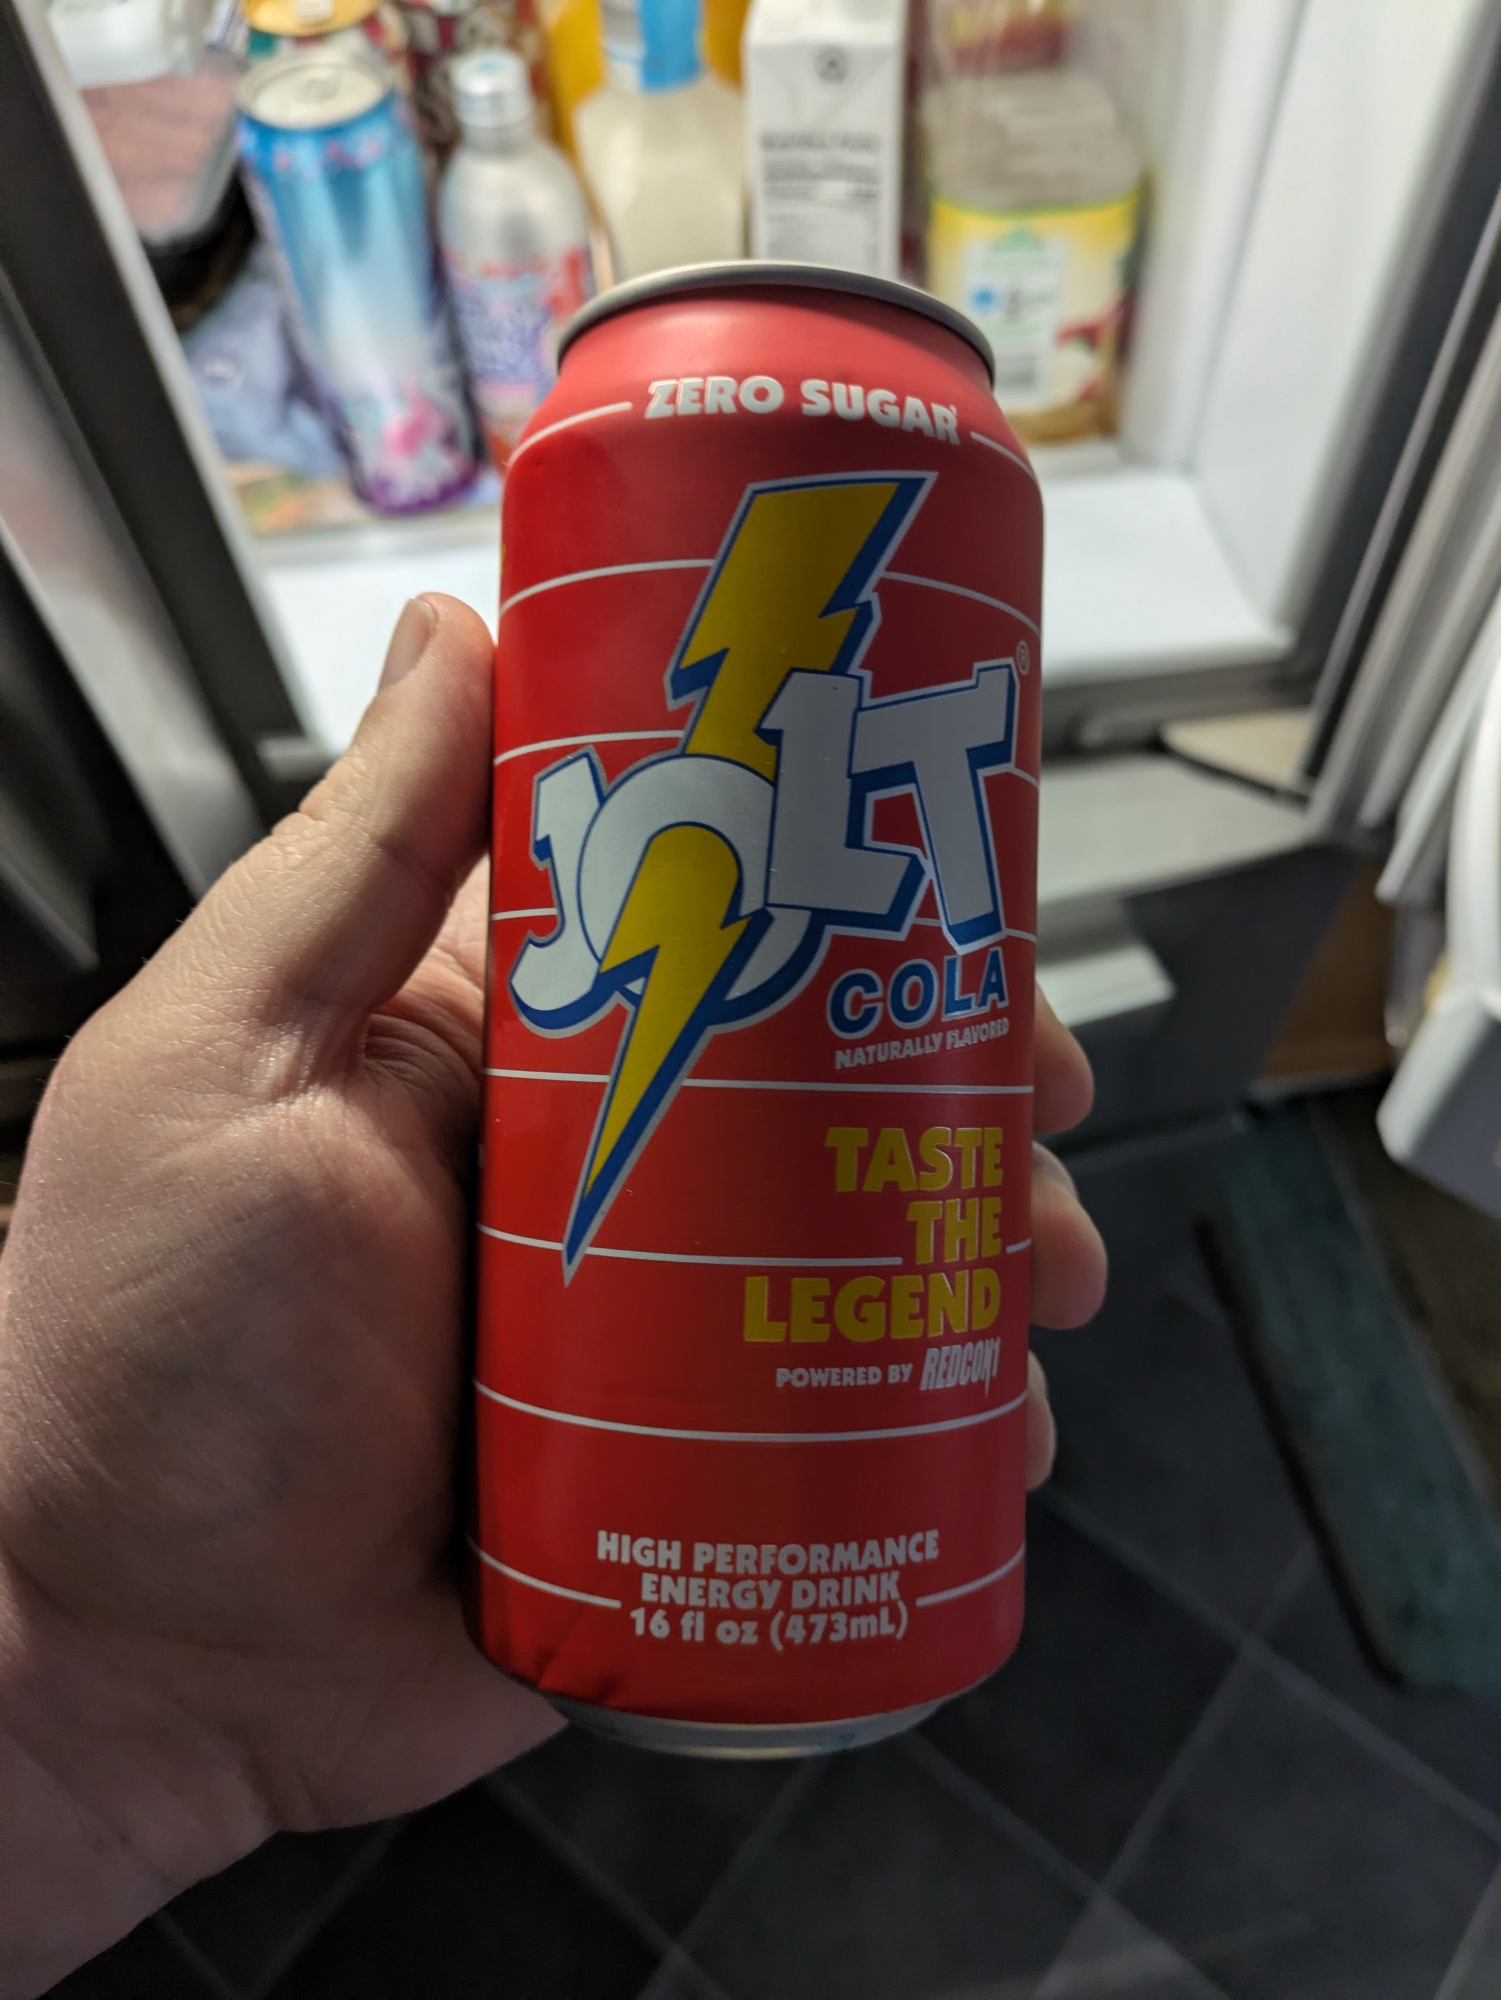 ZERO SUGAR
JOLT®
COLA
NATURALLY FLAVORED
TASTE
THE
LEGEND
POWERED BY REDCON1
HIGH PERFORMANCE
ENERGY DRINK
16 fl oz (473mL)